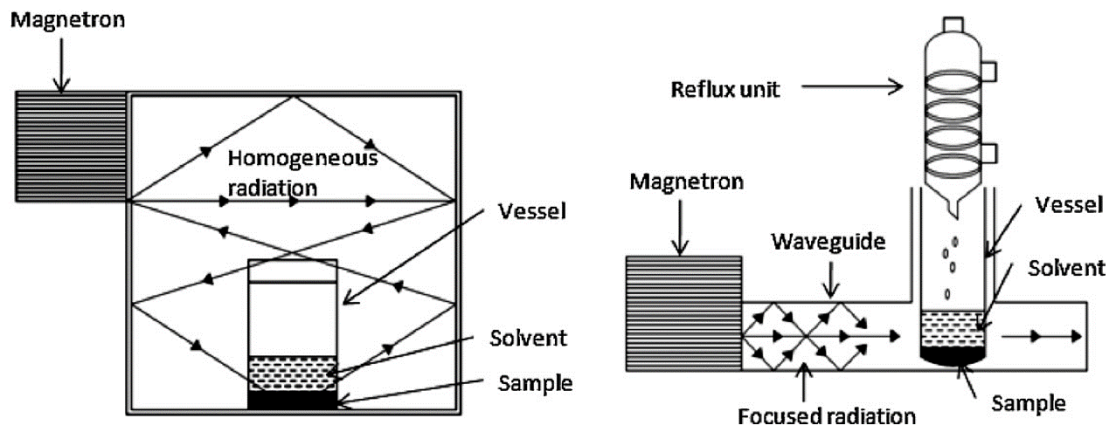 Magnetron
Homogeneous
radiation
Vessel
Solvent
Sample
Reflux unit
Magnetron
Waveguide
Vessel
Solvent
Focused radiation
Sample